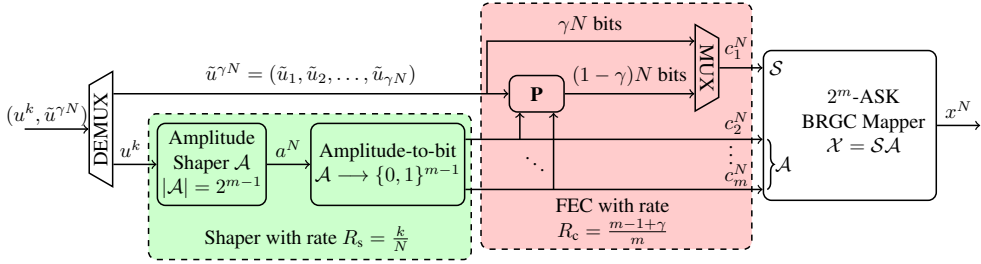 (u^k, ũ^{γN})
DEMUX
ũ^{γN} = (ũ_1, ũ_2, . . . , ũ_{γN})
u^k
Amplitude
Shaper 𝒜
|𝒜| = 2^{m−1}
a^N
Amplitude-to-bit
𝒜 ⟶ {0, 1}^{m−1}
Shaper with rate R_s = k/N
γN bits
P
(1 − γ)N bits
MUX
c_1^N
c_2^N
⋮
c_m^N
⋱
FEC with rate
R_c = (m−1+γ)/m
𝒮
𝒜
2^m-ASK
BRGC Mapper
𝒳 = 𝒮𝒜
x^N